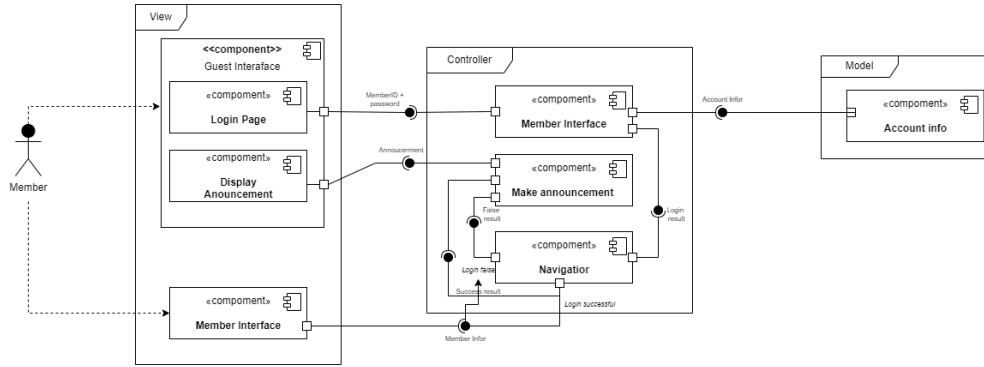 View
<<component>>
Guest Interaface
«compoment»
Login Page
«compoment»
Display
Anouncement
«compoment»
Member Interface
Member
MemberID +
password
Annoucerment
Member Infor
Controller
«compoment»
Member Interface
«compoment»
Make announcement
False
result
Login
result
«compoment»
Navigatior
Login false
Success result
Login successful
Account Infor
Model
«compoment»
Account info